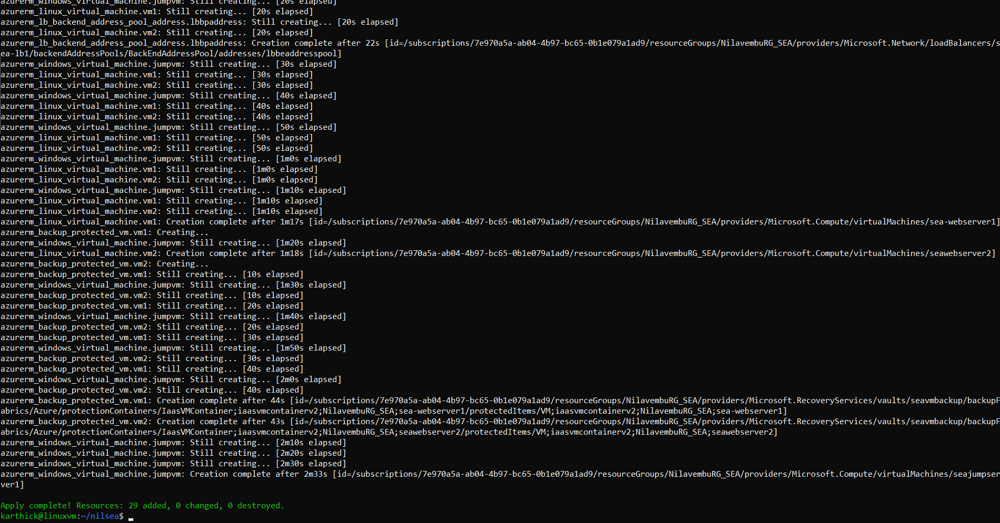 azurerm_windows_virtual_machine.jumpvm: Still creating... [20s elapsed]
azurerm_linux_virtual_machine.vm1: Still creating... [20s elapsed]
azurerm_lb_backend_address_pool_address.lbbpaddress: Still creating... [20s elapsed]
azurerm_linux_virtual_machine.vm2: Still creating... [20s elapsed]
azurerm_lb_backend_address_pool_address.lbbpaddress: Creation complete after 22s [id=/subscriptions/7e970a5a-ab04-4b97-bc65-0b1e079a1ad9/resourceGroups/NilavembuRG_SEA/providers/Microsoft.Network/loadBalancers/s
ea-lb1/backendAddressPools/BackEndAddressPool/addresses/lbbeaddresspool]
azurerm_windows_virtual_machine.jumpvm: Still creating... [30s elapsed]
azurerm_linux_virtual_machine.vm1: Still creating... [30s elapsed]
azurerm_linux_virtual_machine.vm2: Still creating... [30s elapsed]
azurerm_windows_virtual_machine.jumpvm: Still creating... [40s elapsed]
azurerm_linux_virtual_machine.vm1: Still creating... [40s elapsed]
azurerm_linux_virtual_machine.vm2: Still creating... [40s elapsed]
azurerm_windows_virtual_machine.jumpvm: Still creating... [50s elapsed]
azurerm_linux_virtual_machine.vm1: Still creating... [50s elapsed]
azurerm_linux_virtual_machine.vm2: Still creating... [50s elapsed]
azurerm_windows_virtual_machine.jumpvm: Still creating... [1m0s elapsed]
azurerm_linux_virtual_machine.vm1: Still creating... [1m0s elapsed]
azurerm_linux_virtual_machine.vm2: Still creating... [1m0s elapsed]
azurerm_windows_virtual_machine.jumpvm: Still creating... [1m10s elapsed]
azurerm_linux_virtual_machine.vm1: Still creating... [1m10s elapsed]
azurerm_linux_virtual_machine.vm2: Still creating... [1m10s elapsed]
azurerm_linux_virtual_machine.vm1: Creation complete after 1m17s [id=/subscriptions/7e970a5a-ab04-4b97-bc65-0b1e079a1ad9/resourceGroups/NilavembuRG_SEA/providers/Microsoft.Compute/virtualMachines/sea-webserver1]
azurerm_backup_protected_vm.vm1: Creating...
azurerm_windows_virtual_machine.jumpvm: Still creating... [1m20s elapsed]
azurerm_linux_virtual_machine.vm2: Creation complete after 1m18s [id=/subscriptions/7e970a5a-ab04-4b97-bc65-0b1e079a1ad9/resourceGroups/NilavembuRG_SEA/providers/Microsoft.Compute/virtualMachines/seawebserver2]
azurerm_backup_protected_vm.vm2: Creating...
azurerm_backup_protected_vm.vm1: Still creating... [10s elapsed]
azurerm_windows_virtual_machine.jumpvm: Still creating... [1m30s elapsed]
azurerm_backup_protected_vm.vm2: Still creating... [10s elapsed]
azurerm_backup_protected_vm.vm1: Still creating... [20s elapsed]
azurerm_windows_virtual_machine.jumpvm: Still creating... [1m40s elapsed]
azurerm_backup_protected_vm.vm2: Still creating... [20s elapsed]
azurerm_backup_protected_vm.vm1: Still creating... [30s elapsed]
azurerm_windows_virtual_machine.jumpvm: Still creating... [1m50s elapsed]
azurerm_backup_protected_vm.vm2: Still creating... [30s elapsed]
azurerm_backup_protected_vm.vm1: Still creating... [40s elapsed]
azurerm_windows_virtual_machine.jumpvm: Still creating... [2m0s elapsed]
azurerm_backup_protected_vm.vm2: Still creating... [40s elapsed]
azurerm_backup_protected_vm.vm1: Creation complete after 44s [id=/subscriptions/7e970a5a-ab04-4b97-bc65-0b1e079a1ad9/resourceGroups/NilavembuRG_SEA/providers/Microsoft.RecoveryServices/vaults/seavmbackup/backupF
abrics/Azure/protectionContainers/IaasVMContainer;iaasvmcontainerv2;NilavembuRG_SEA;sea-webserver1/protectedItems/VM;iaasvmcontainerv2;NilavembuRG_SEA;sea-webserver1]
azurerm_backup_protected_vm.vm2: Creation complete after 43s [id=/subscriptions/7e970a5a-ab04-4b97-bc65-0b1e079a1ad9/resourceGroups/NilavembuRG_SEA/providers/Microsoft.RecoveryServices/vaults/seavmbackup/backupF
abrics/Azure/protectionContainers/IaasVMContainer;iaasvmcontainerv2;NilavembuRG_SEA;seawebserver2/protectedItems/VM;iaasvmcontainerv2;NilavembuRG_SEA;seawebserver2]
azurerm_windows_virtual_machine.jumpvm: Still creating... [2m10s elapsed]
azurerm_windows_virtual_machine.jumpvm: Still creating... [2m20s elapsed]
azurerm_windows_virtual_machine.jumpvm: Still creating... [2m30s elapsed]
azurerm_windows_virtual_machine.jumpvm: Creation complete after 2m33s [id=/subscriptions/7e970a5a-ab04-4b97-bc65-0b1e079a1ad9/resourceGroups/NilavembuRG_SEA/providers/Microsoft.Compute/virtualMachines/seajumpser
ver1]
Apply complete! Resources: 29 added, 0 changed, 0 destroyed.
karthick@linuxvm:~/nilsea$